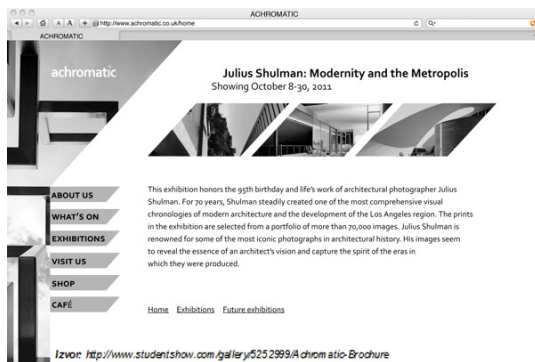 ACHROMATIC
A A + http://www.achromatic.co.uk/home
ACHROMATIC
achromatic
Julius Shulman: Modernity and the Metropolis
Showing October 8-30, 2011
This exhibition honors the 95th birthday and life's work of architectural photographer Julius
Shulman. For 70 years, Shulman steadily created one of the most comprehensive visual
chronologies of modern architecture and the development of the Los Angeles region. The prints
in the exhibition are selected from a portfolio of more than 70,000 images. Julius Shulman is
renowned for some of the most iconic photographs in architectural history. His images seem
to reveal the essence of an architect's vision and capture the spirit of the eras in
which they were produced.
ABOUT US
WHAT'S ON
EXHIBITIONS
VISIT US
SHOP
CAFÉ
Home Exhibitions Future exhibitions
Izvor: http://www.studentshow.com/gallery/5252999/Achromatic-Brochure